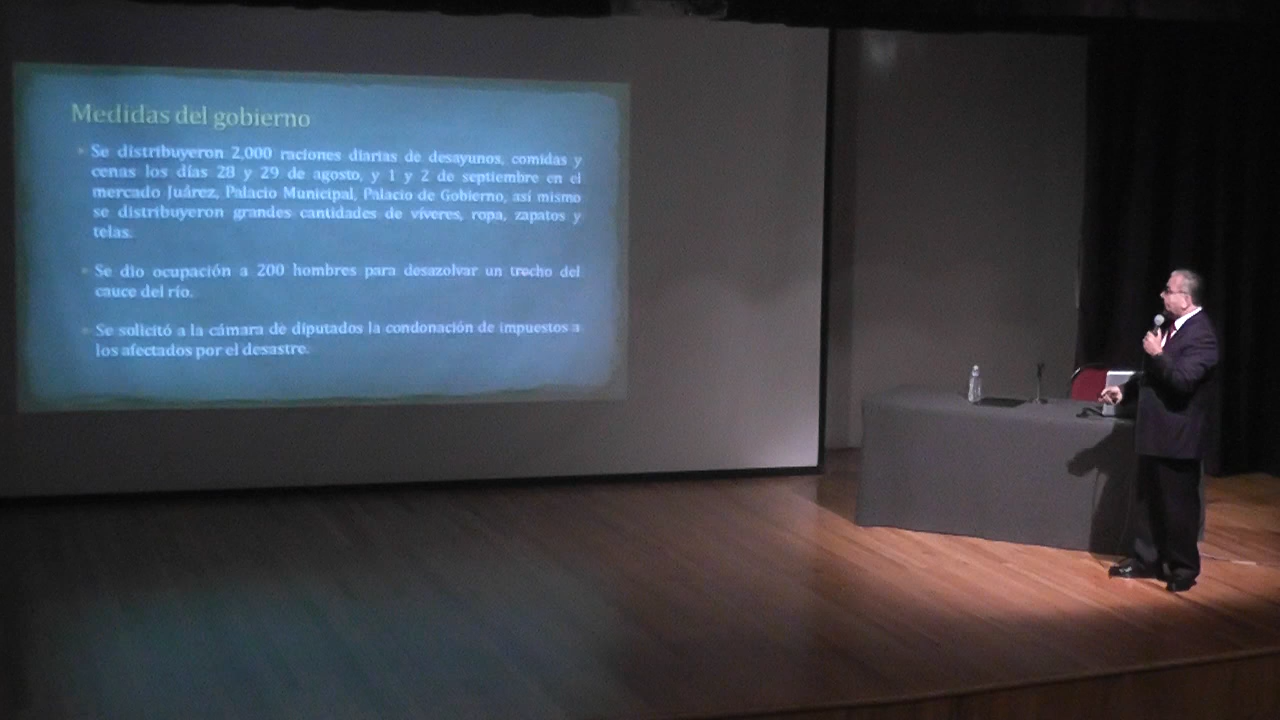 Medidas del gobierno
Se distribuyeron 2,000 raciones diarias de desayunos, comidas y
cenas los días 28 y 29 de agosto, y 1 y 2 de septiembre en el
mercado Juárez, Palacio Municipal, Palacio de Gobierno, así mismo
se distribuyeron grandes cantidades de víveres, ropa, zapatos y
telas.
Se dio ocupación a 200 hombres para desazolvar un trecho del
cauce del río.
Se solicitó a la cámara de diputados la condonación de impuestos a
los afectados por el desastre.